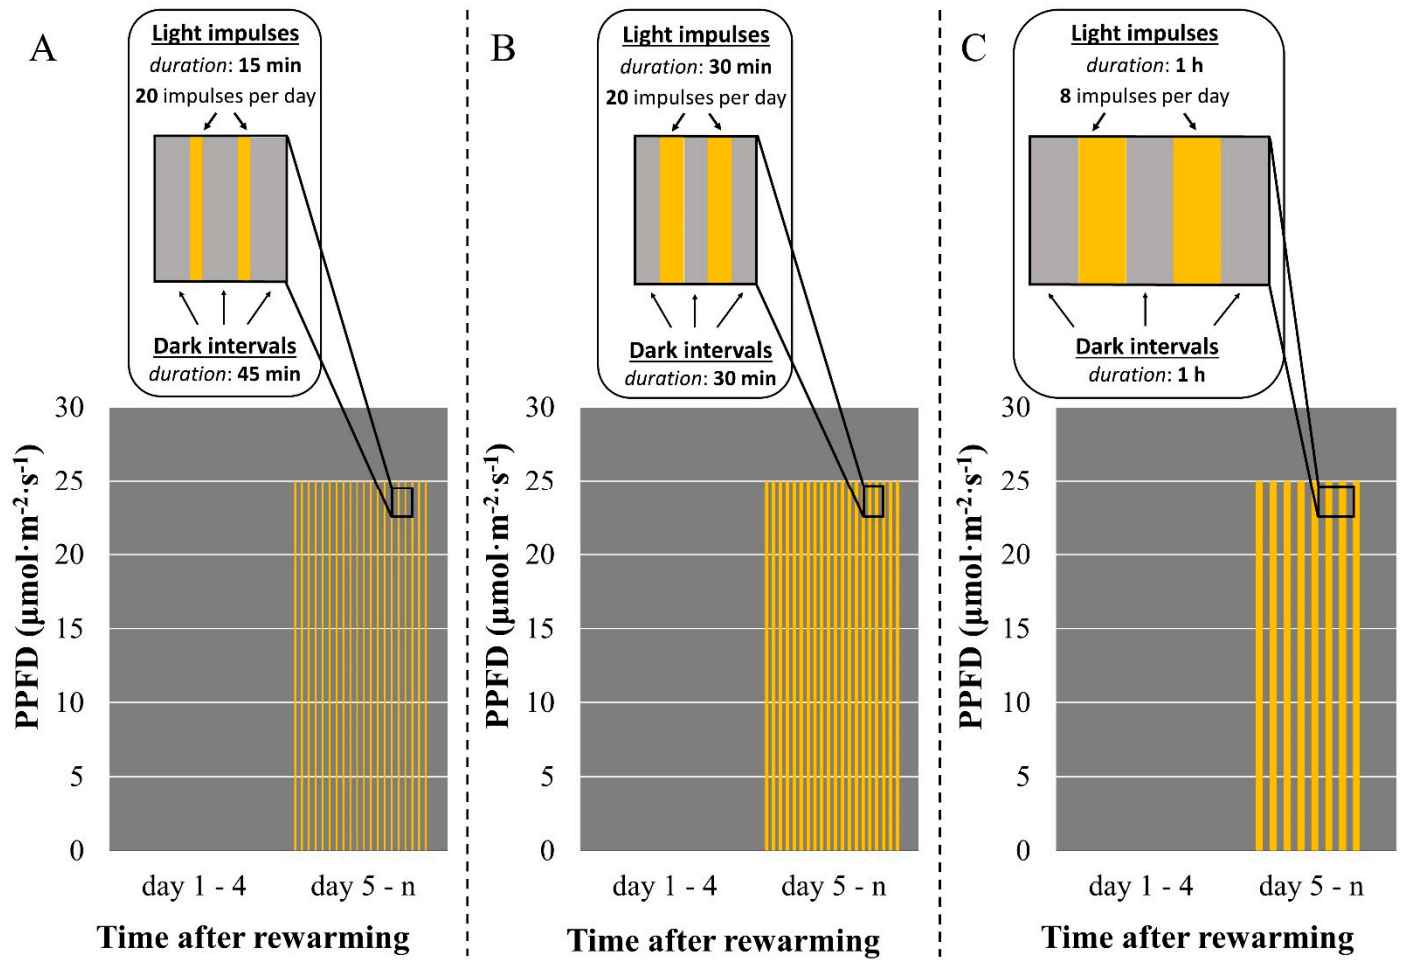 A
Light impulses
duration: 15 min
20 impulses per day
Dark intervals
duration: 45 min
30
25
20
15
10
5
0
PPFD (µmol·m-2·s-1)
day 1 - 4
day 5 - n
Time after rewarming
B
Light impulses
duration: 30 min
20 impulses per day
Dark intervals
duration: 30 min
30
25
20
15
10
5
0
PPFD (µmol·m-2·s-1)
day 1 - 4
day 5 - n
Time after rewarming
C
Light impulses
duration: 1 h
8 impulses per day
Dark intervals
duration: 1 h
30
25
20
15
10
5
0
PPFD (µmol·m-2·s-1)
day 1 - 4
day 5 - n
Time after rewarming